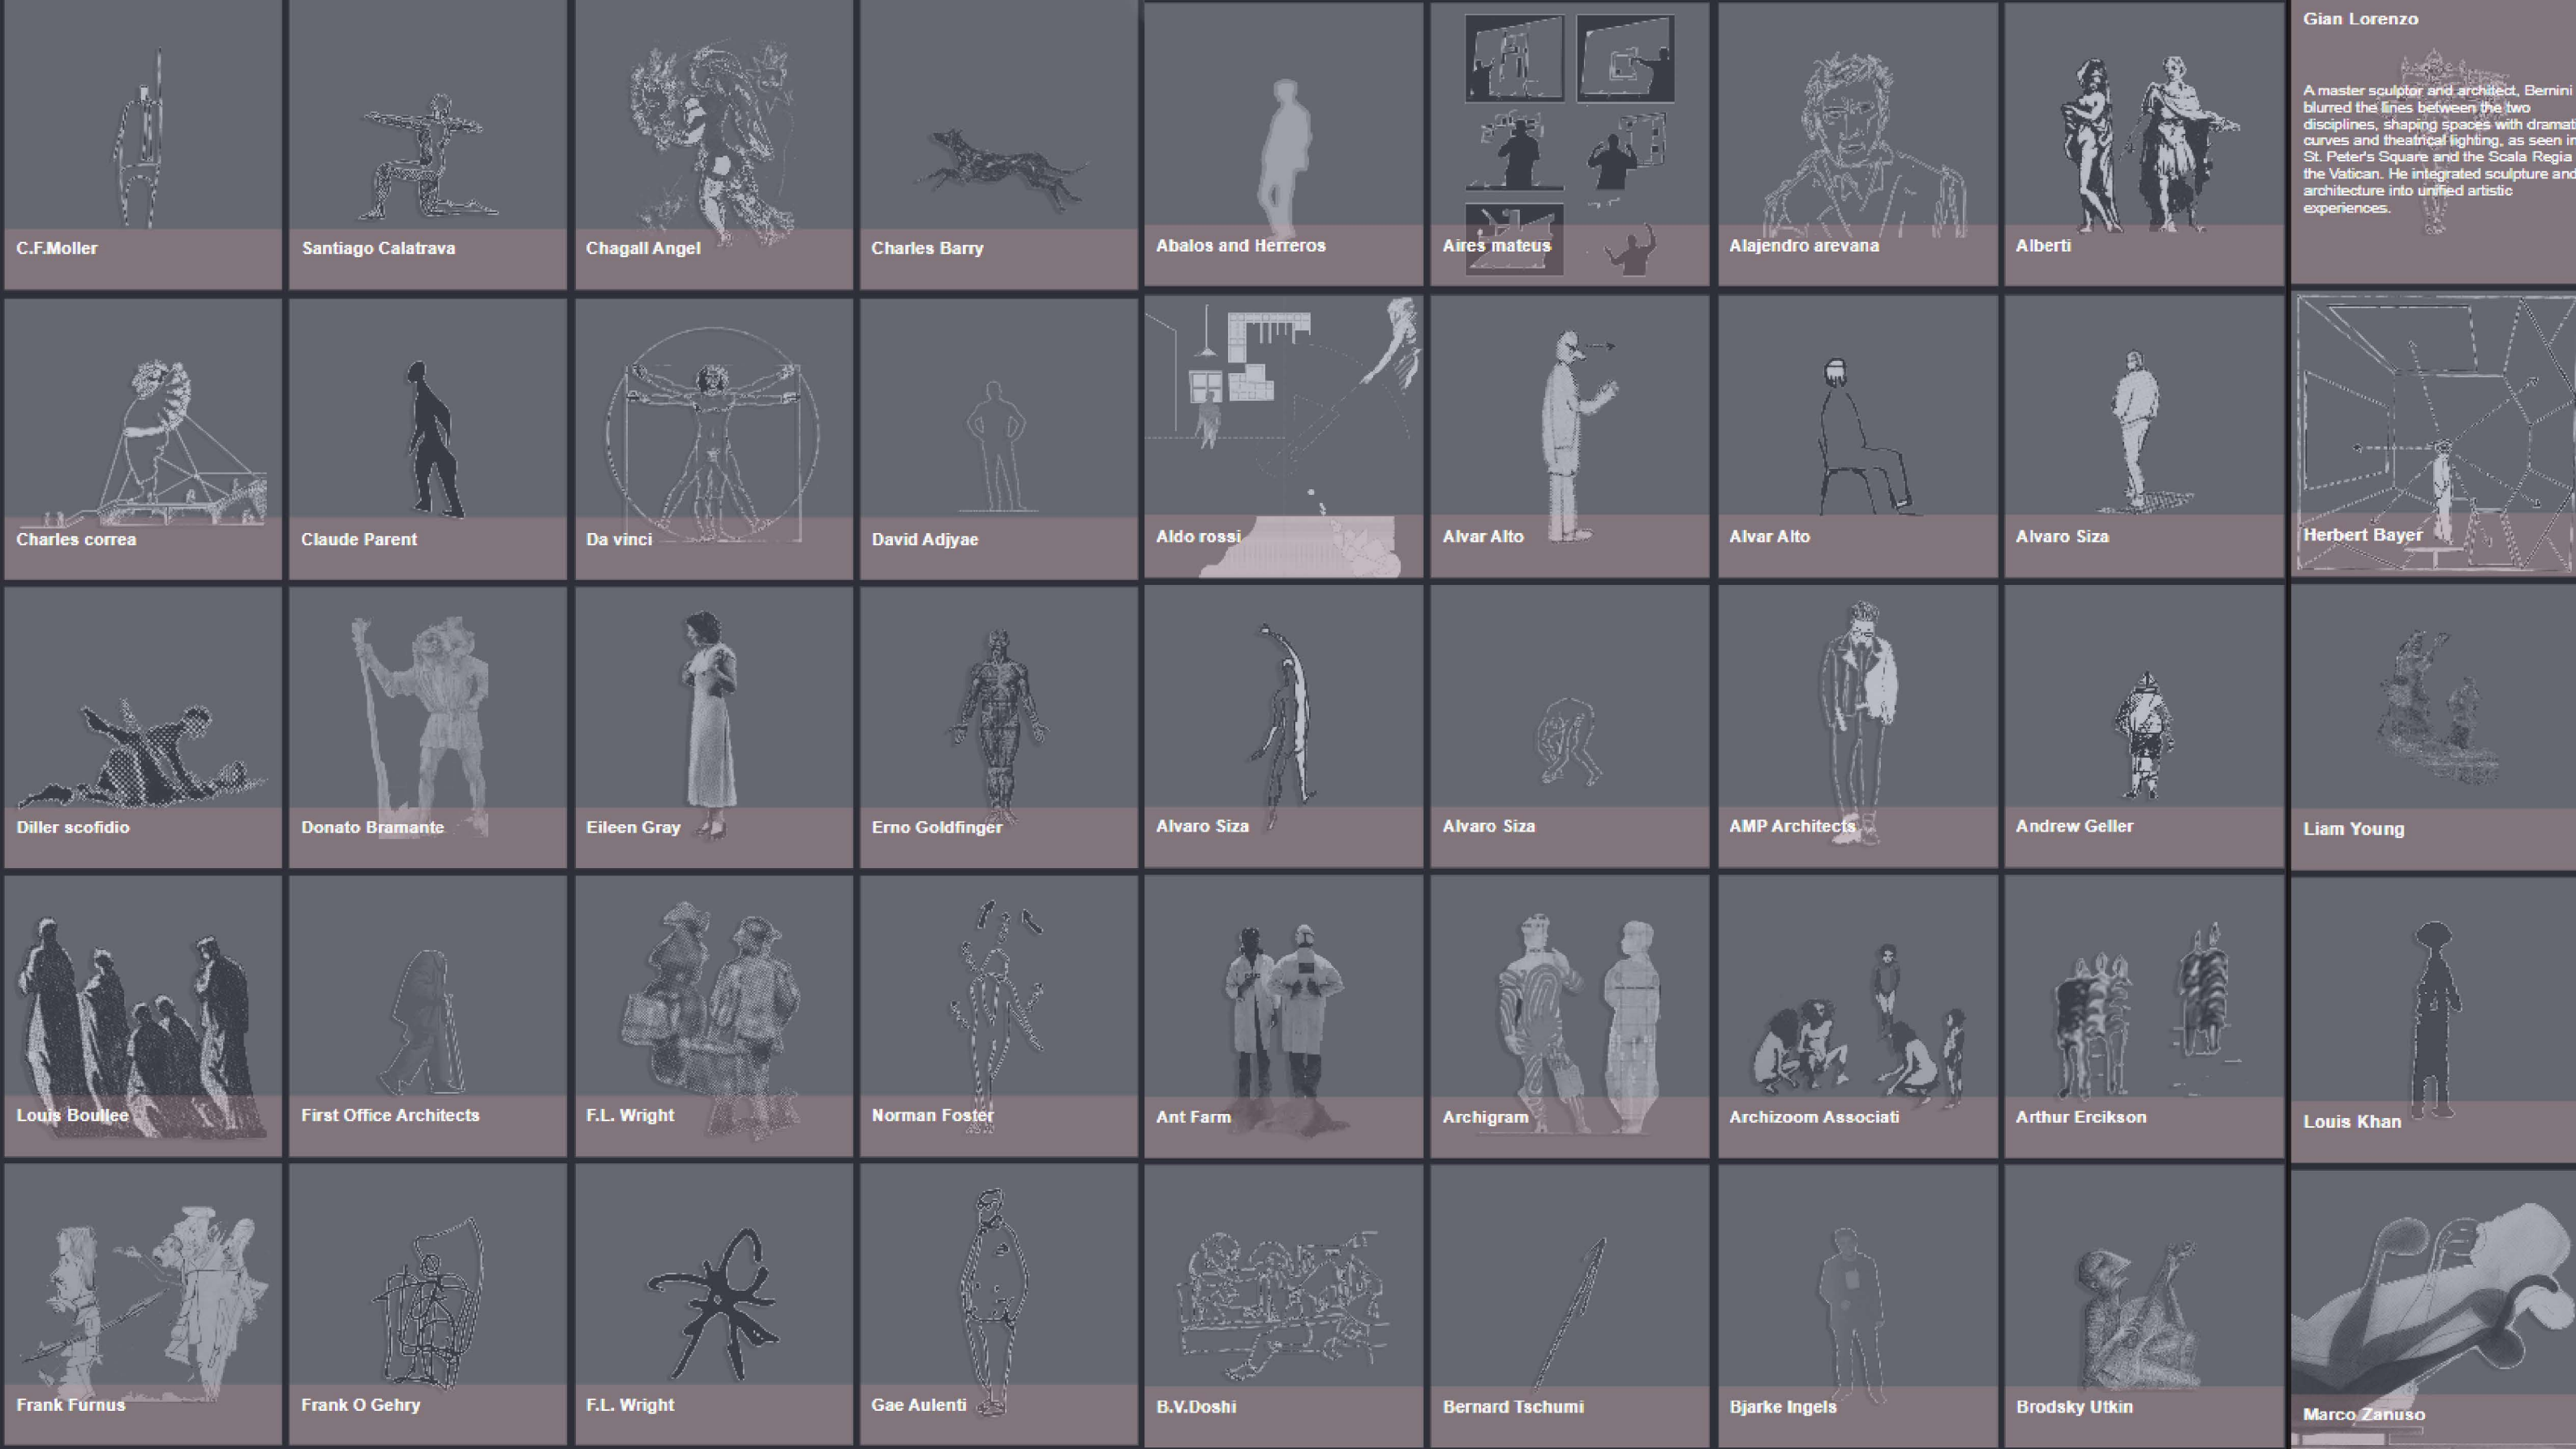 C.F.Moller
Santiago Calatrava
Chagall Angel
Charles Barry
Abalos and Herreros
Aires mateus
Alajendro arevana
Alberti
Gian Lorenzo
A master sculptor and architect, Bernini
blurred the lines between the two
disciplines, shaping spaces with
curves and theatrical lighting, as seen
St. Peter's Square and the Scala Regia
the Vatican. He integrated sculpture
architecture into unified artistic
experiences.
Charles correa
Claude Parent
Da vinci
David Adjyae
Aldo rossi
Alvar Alto
Alvar Alto
Alvaro Siza
Herbert Bayer
Diller scofidio
Donato Bramante
Eileen Gray
Erno Goldfinger
Alvaro Siza
Alvaro Siza
AMP Architects
Andrew Geller
Liam Young
Louis Boullee
First Office Architects
F.L. Wright
Norman Foster
Ant Farm
Archigram
Archizoom Associati
Arthur Ercikson
Louis Khan
Frank Furnus
Frank O Gehry
F.L. Wright
Gae Aulenti
B.V.Doshi
Bernard Tschumi
Bjarke Ingels
Brodsky Utkin
Marco Zanuso